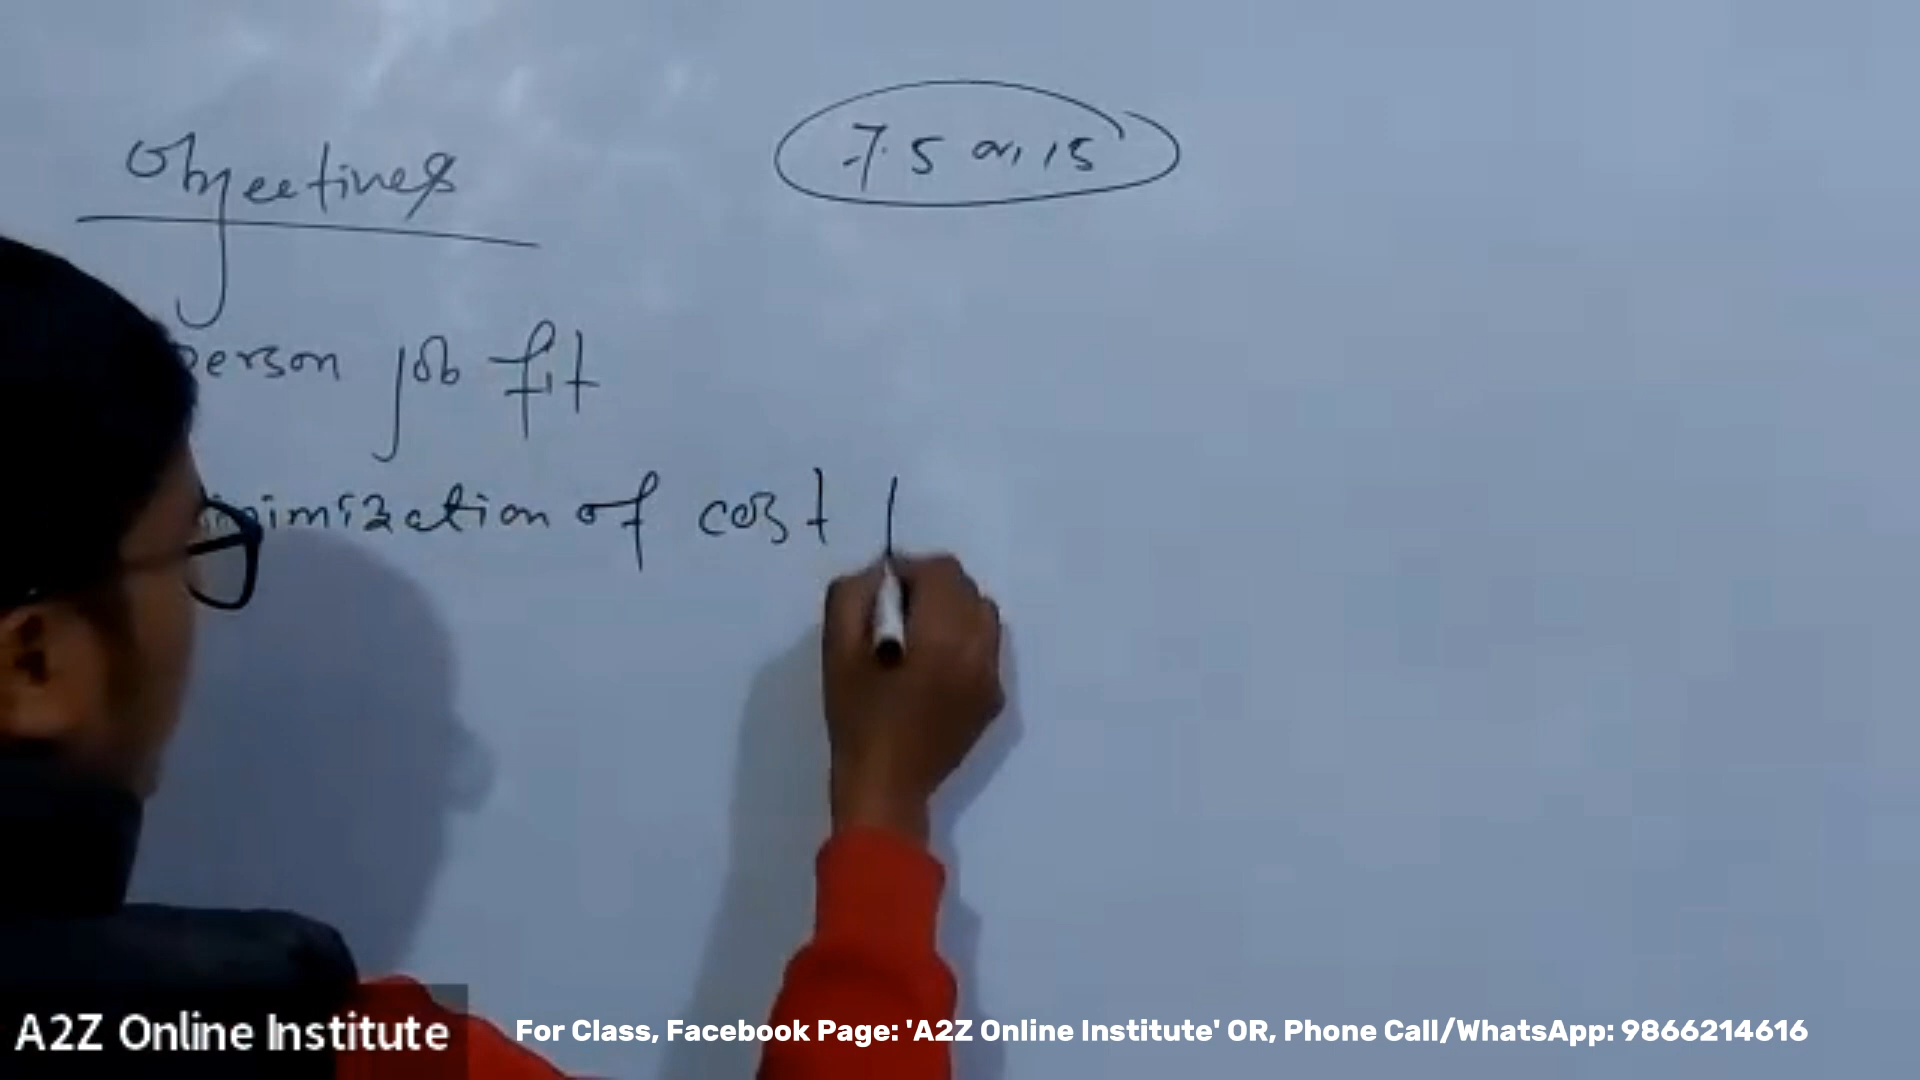 Objectives
7.5 or, 15
person job fit
minimization of cost
A2Z Online Institute
For Class, Facebook Page: 'A2Z Online Institute' OR, Phone Call/WhatsApp: 9866214616